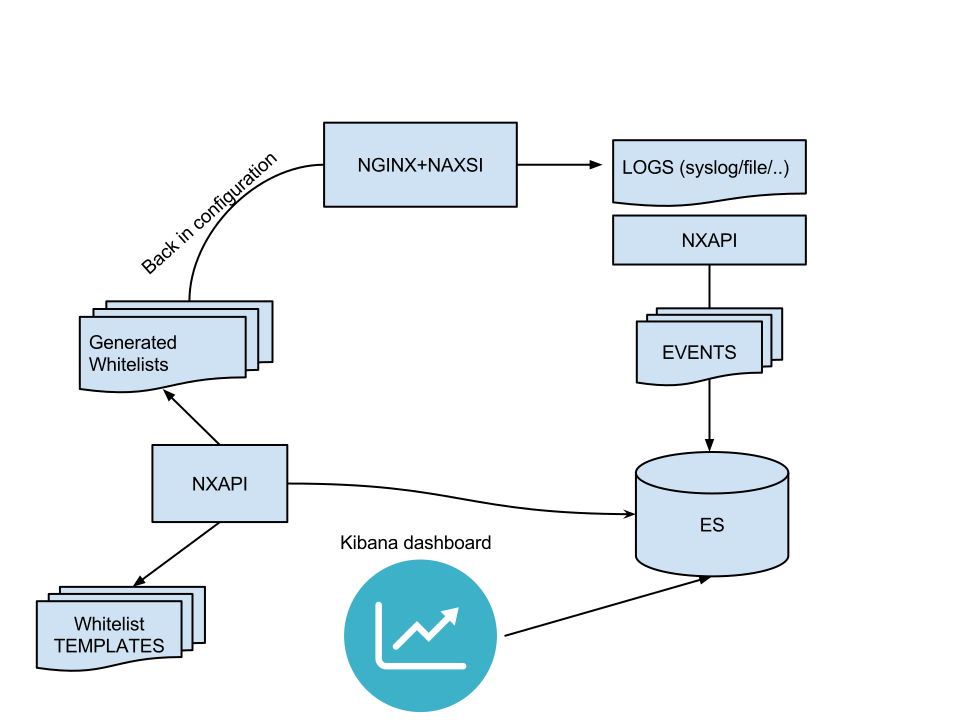 NGINX+NAXSI
LOGS (syslog/file/..)
Back in configuration
NXAPI
Generated
Whitelists
EVENTS
NXAPI
ES
Kibana dashboard
Whitelist
TEMPLATES